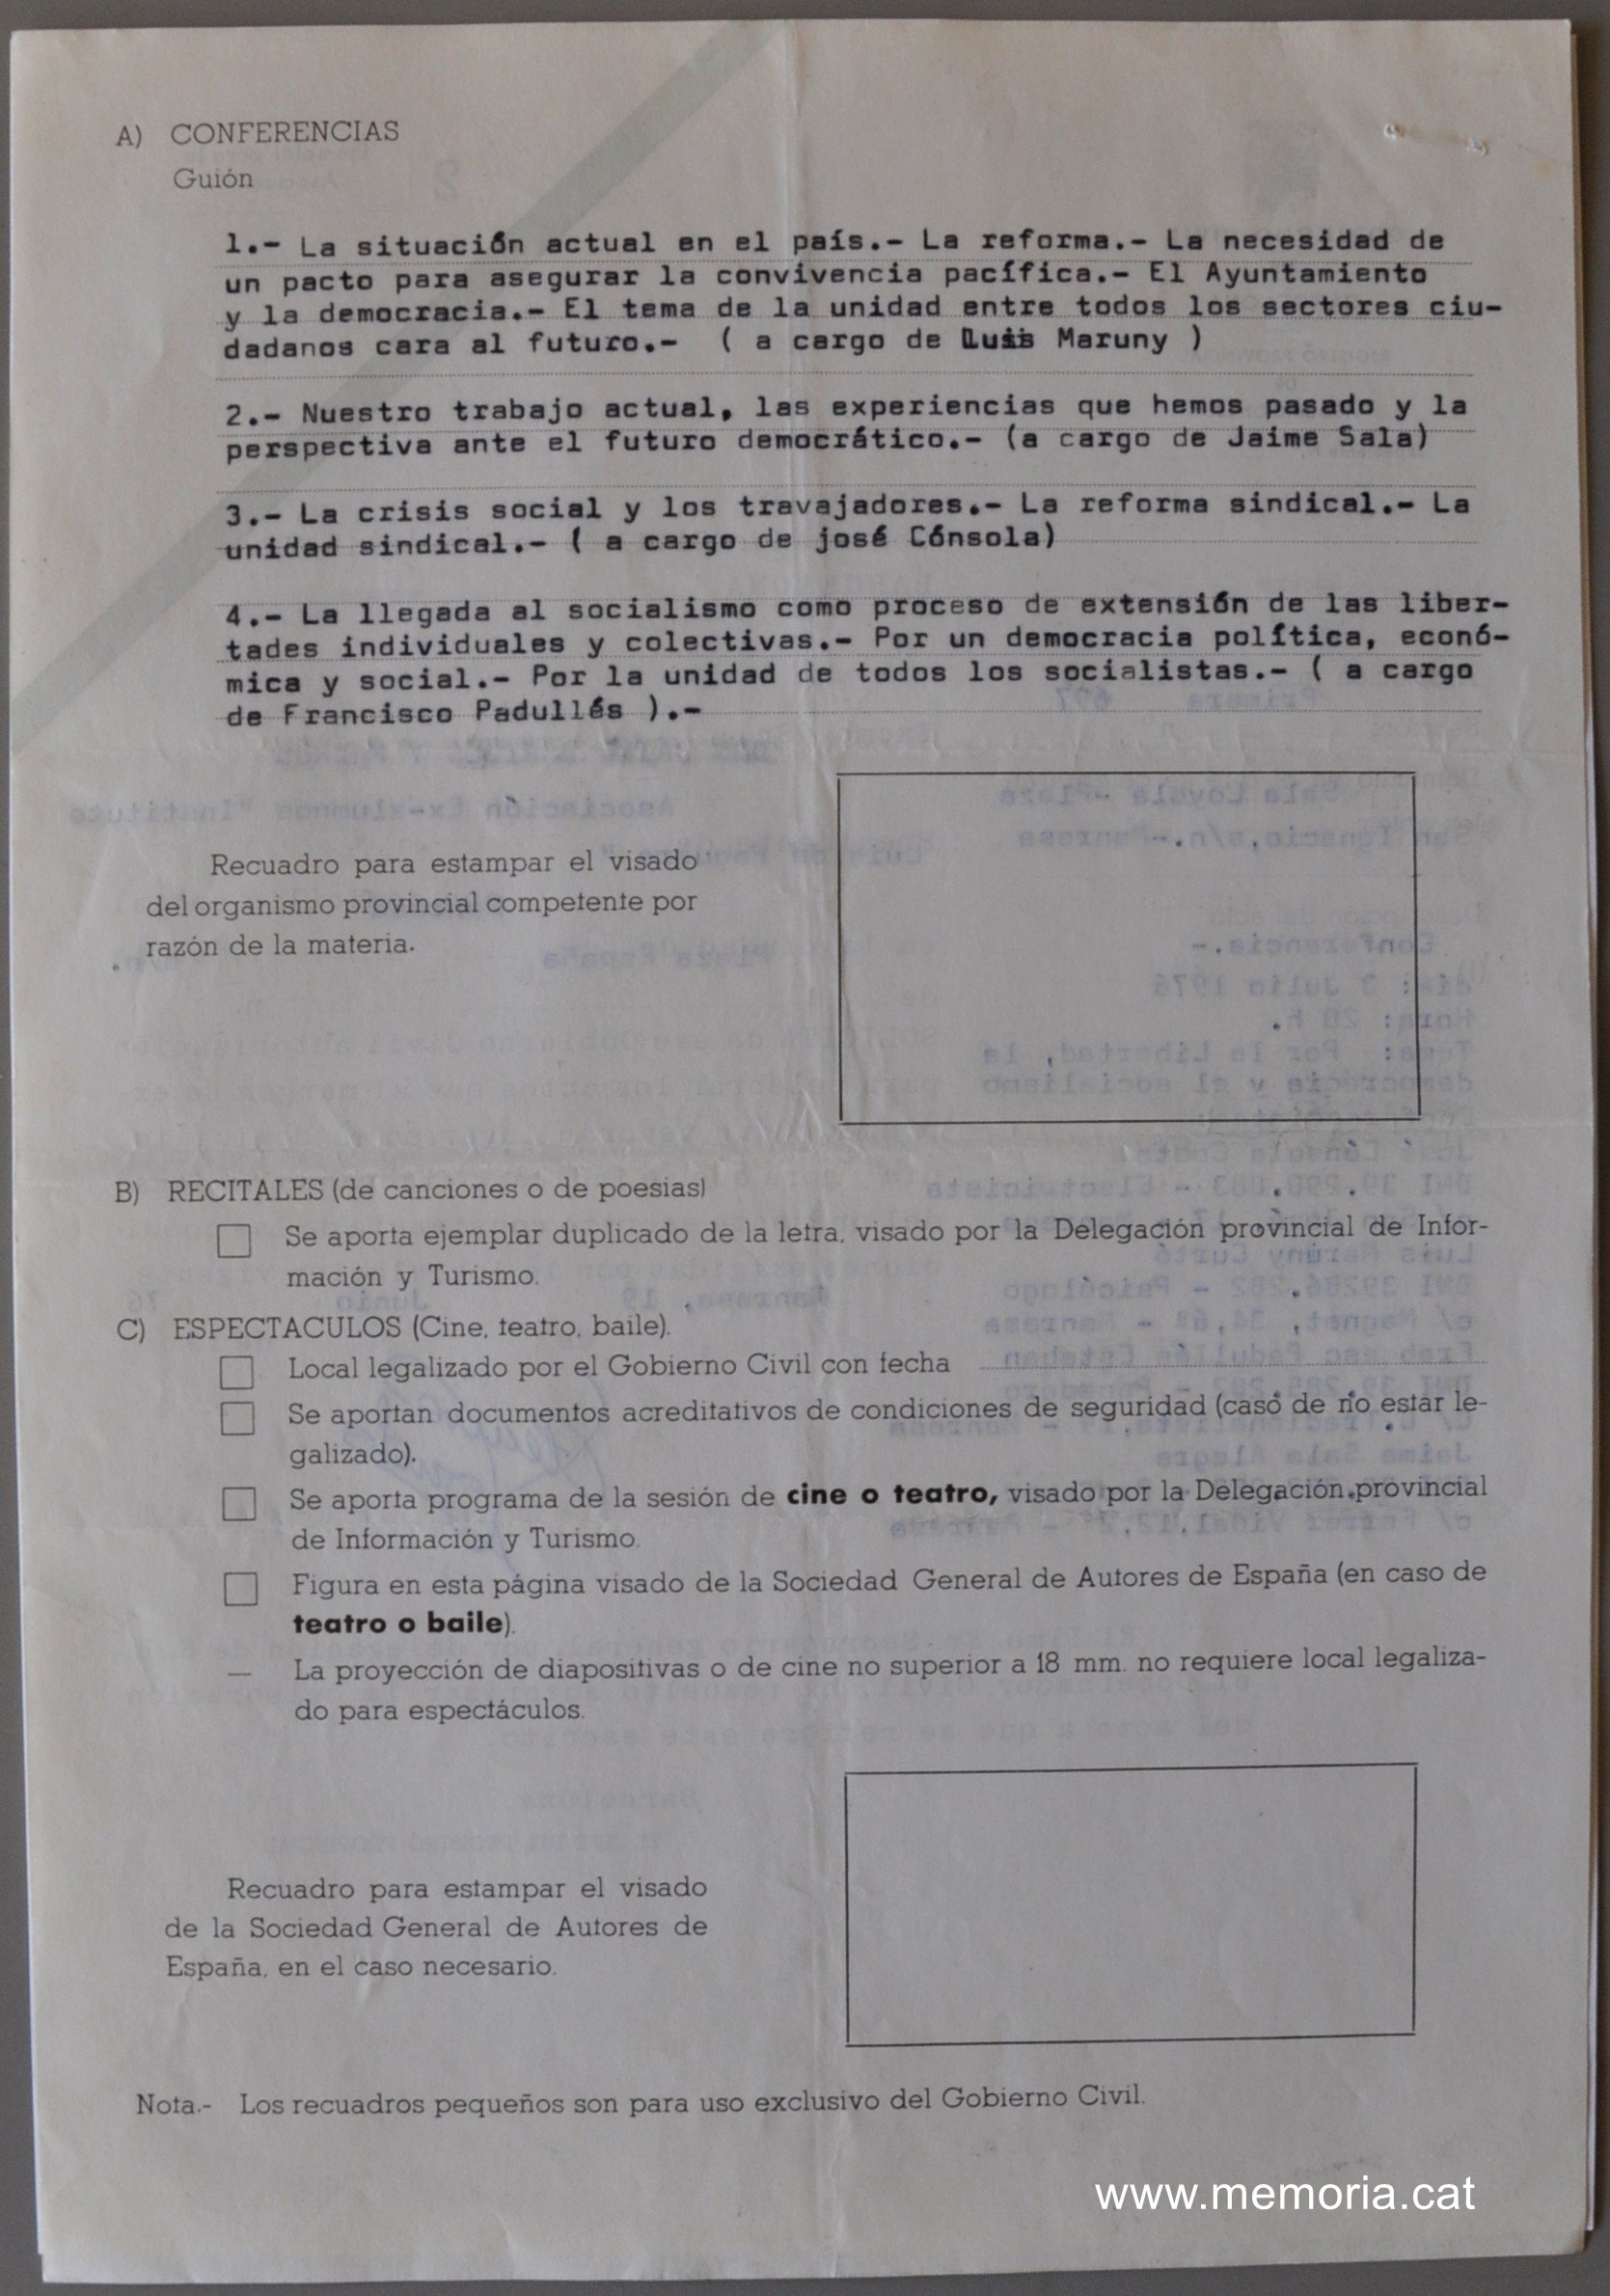 A) CONFERENCIAS
Guión
1.- La situación actual en el país.- La reforma.- La necesidad de
un pacto para asegurar la convivencia pacífica.- El Ayuntamiento
y la democracia.- El tema de la unidad entre todos los sectores ciu-
dadanos cara al futuro.- ( a cargo de Luis Maruny )
2.- Nuestro trabajo actual, las experiencias que hemos pasado y la
perspectiva ante el futuro democrático.- (a cargo de Jaime Sala)
3.- La crisis social y los travajadores.- La reforma sindical.- La
unidad sindical.- ( a cargo de josé Cónsola)
4.- La llegada al socialismo como proceso de extensión de las liber-
tades individuales y colectivas.- Por un democracia política, econó-
mica y social.- Por la unidad de todos los socialistas.- ( a cargo
de Francisco Padullés ).-
Recuadro para estampar el visado
del organismo provincial competente por
razón de la materia.
B) RECITALES (de canciones o de poesias)
Se aporta ejemplar duplicado de la letra, visado por la Delegación provincial de Infor-
mación y Turismo.
C) ESPECTACULOS (Cine, teatro, baile).
Local legalizado por el Gobierno Civil con fecha
Se aportan documentos acreditativos de condiciones de seguridad (caso de no estar le-
galizado).
Se aporta programa de la sesión de cine o teatro, visado por la Delegación provincial
de Información y Turismo.
Figura en esta página visado de la Sociedad General de Autores de España (en caso de
teatro o baile).
— La proyección de diapositivas o de cine no superior a 18 mm. no requiere local legaliza-
do para espectáculos.
Recuadro para estampar el visado
de la Sociedad General de Autores de
España, en el caso necesario.
Nota.- Los recuadros pequeños son para uso exclusivo del Gobierno Civil.
www.memoria.cat